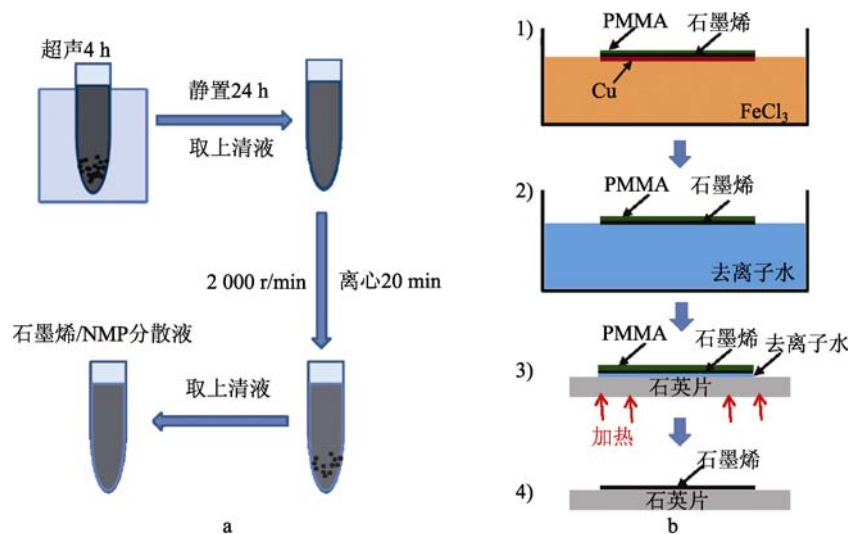 超声4 h
静置24 h
取上清液
2 000 r/min
离心20 min
石墨烯/NMP分散液
取上清液
a
1)
PMMA
石墨烯
Cu
FeCl₃
2)
PMMA
石墨烯
去离子水
3)
PMMA
石墨烯
去离子水
石英片
加热
4)
石墨烯
石英片
b